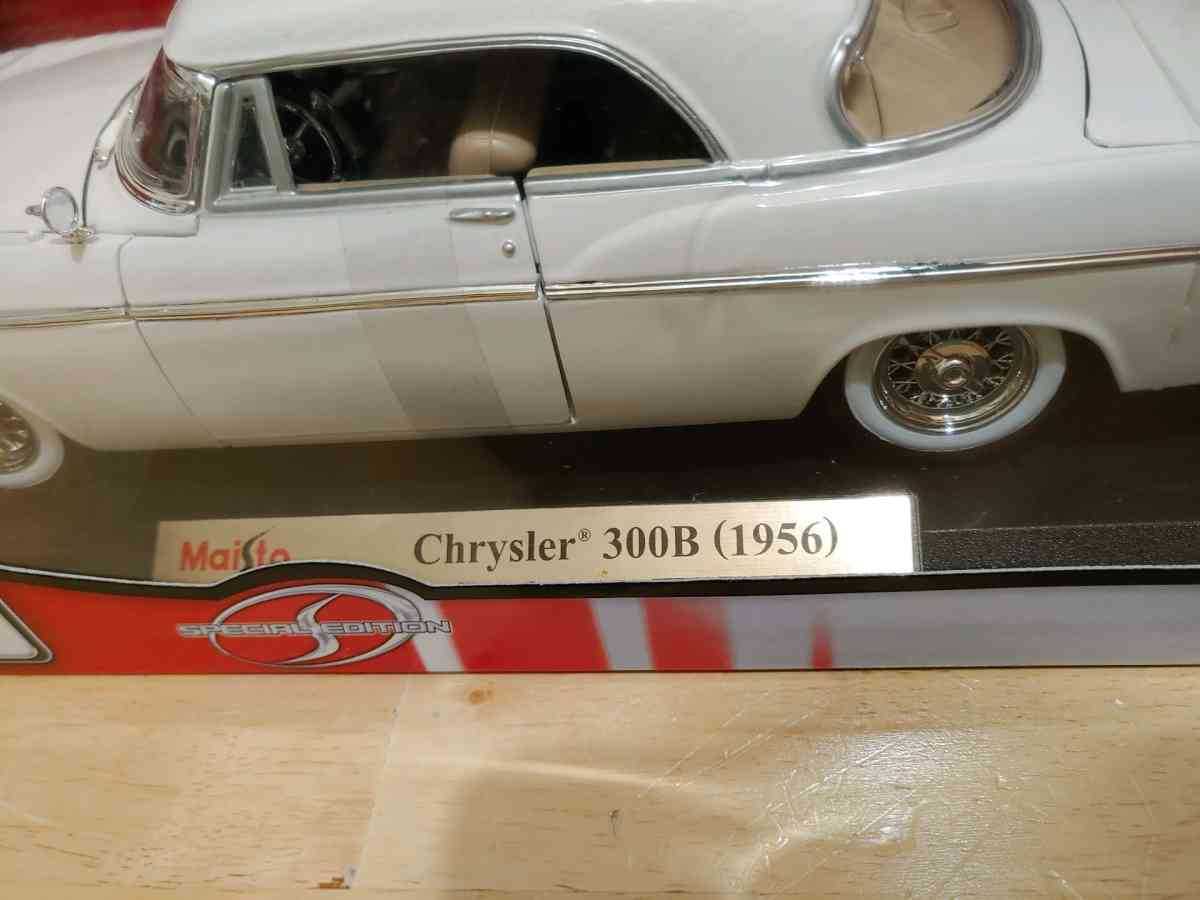 Maisto
Chrysler® 300B (1956)
SPECIAL EDITION